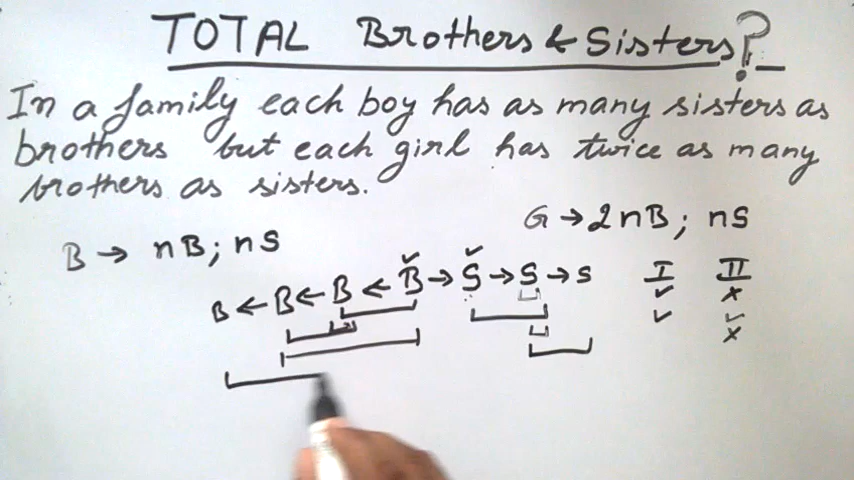 TOTAL Brothers & Sisters?
In a family each boy has as many sisters as
brothers but each girl has twice as many
brothers as sisters.
G → 2nB; nS
B → nB; nS
B ← B ← B ← B → S → S → S I II